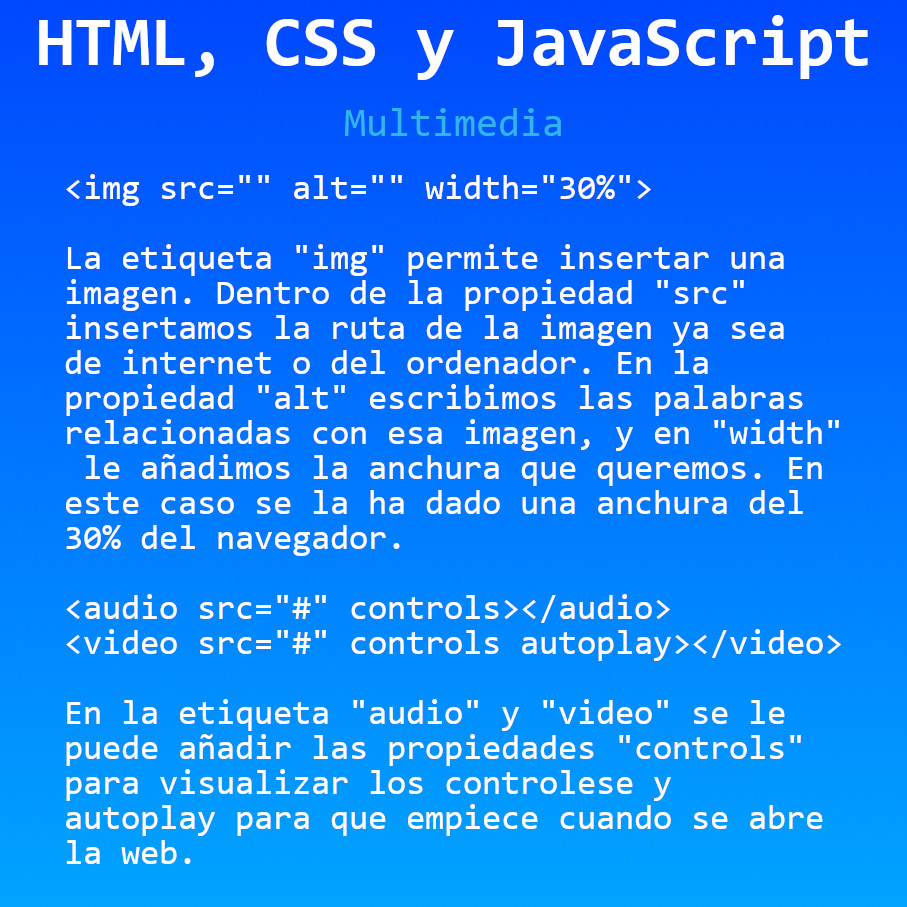 HTML, CSS y JavaScript
Multimedia
<img src="" alt="" width="30%">
La etiqueta "img" permite insertar una
imagen. Dentro de la propiedad "src"
insertamos la ruta de la imagen ya sea
de internet o del ordenador. En la
propiedad "alt" escribimos las palabras
relacionadas con esa imagen, y en "width"
le añadimos la anchura que queremos. En
este caso se la ha dado una anchura del
30% del navegador.
<audio src="#" controls></audio>
<video src="#" controls autoplay></video>
En la etiqueta "audio" y "video" se le
puede añadir las propiedades "controls"
para visualizar los controlese y
autoplay para que empiece cuando se abre
la web.